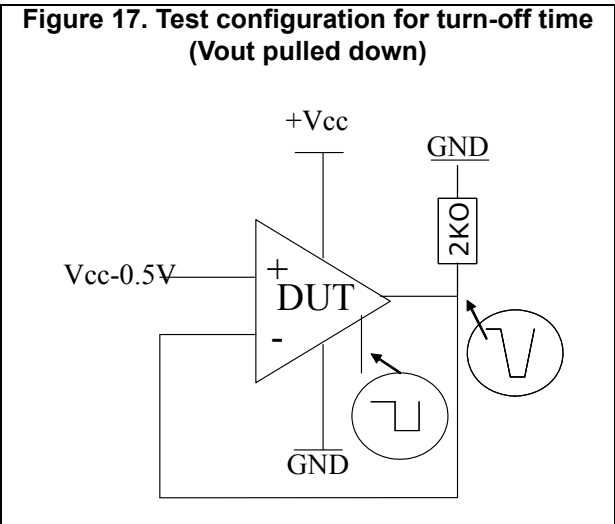 Figure 17. Test configuration for turn-off time
(Vout pulled down)
+Vcc
GND
2KO
Vcc-0.5V
+
DUT
-
GND